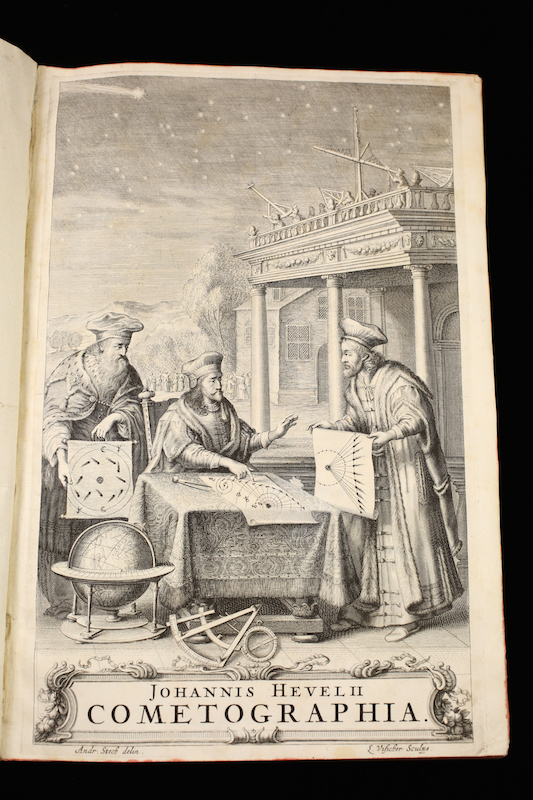 JOHANNIS HEVELII
COMETOGRAPHIA.
Andr. Stech delin.
L Visscher Sculps